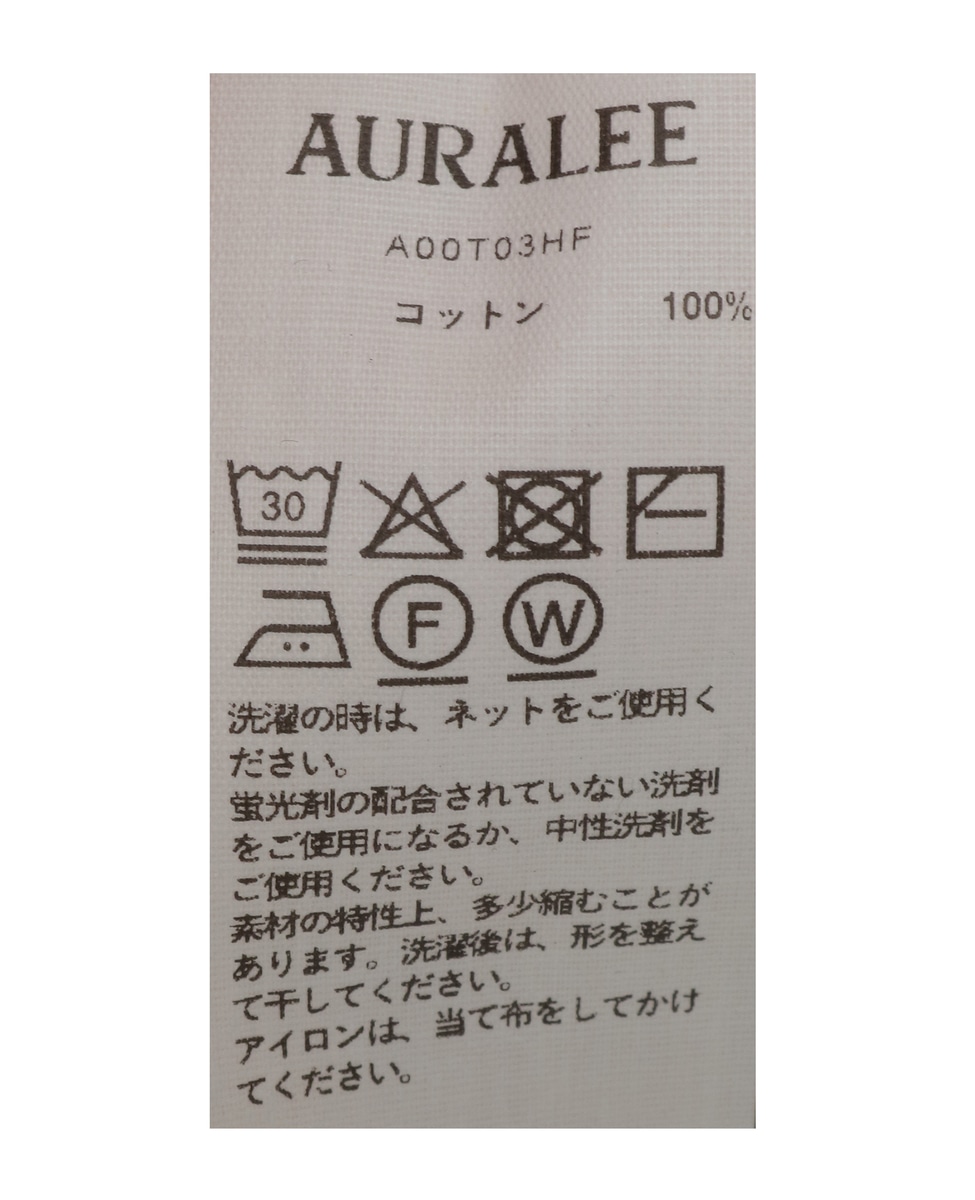 AURALEE
A00T03HF
コットン 100%
30
F W
洗濯の時は、ネットをご使用く
ださい。
蛍光剤の配合されていない洗剤
をご使用になるか、中性洗剤を
ご使用ください。
素材の特性上、多少縮むことが
あります。洗濯後は、形を整え
て干してください。
アイロンは、当て布をしてかけ
てください。